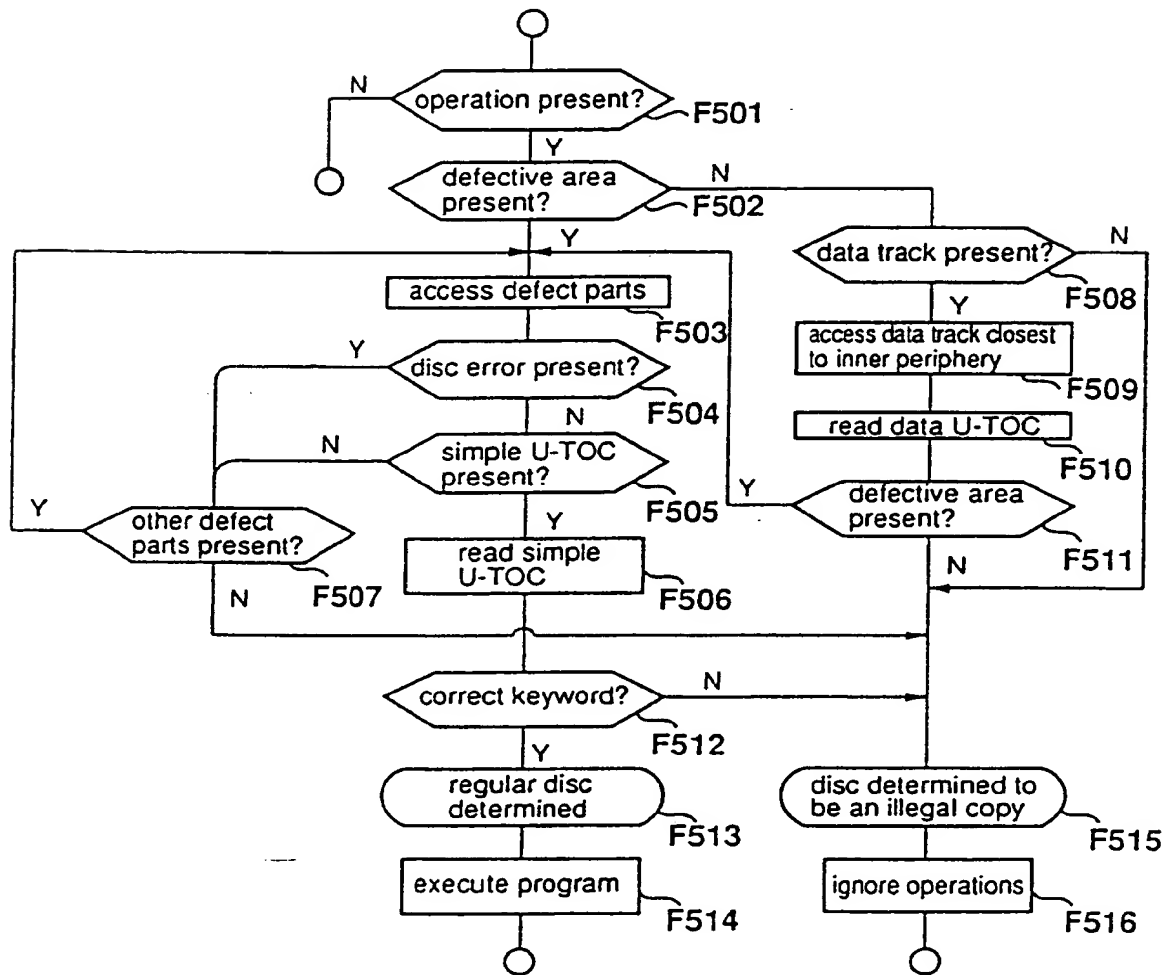 N
operation present?
F501
Y
defective area
present?
N
F502
Y
data track present?
N
F508
access defect parts
F503
Y
access data track closest
to inner periphery
F509
Y
disc error present?
F504
N
read data U-TOC
F510
N
simple U-TOC
present?
F505
Y
defective area
present?
F511
Y
other defect
parts present?
F507
Y
read simple
U-TOC
F506
N
N
correct keyword?
N
F512
Y
regular disc
determined
F513
disc determined to
be an illegal copy
F515
execute program
F514
ignore operations
F516